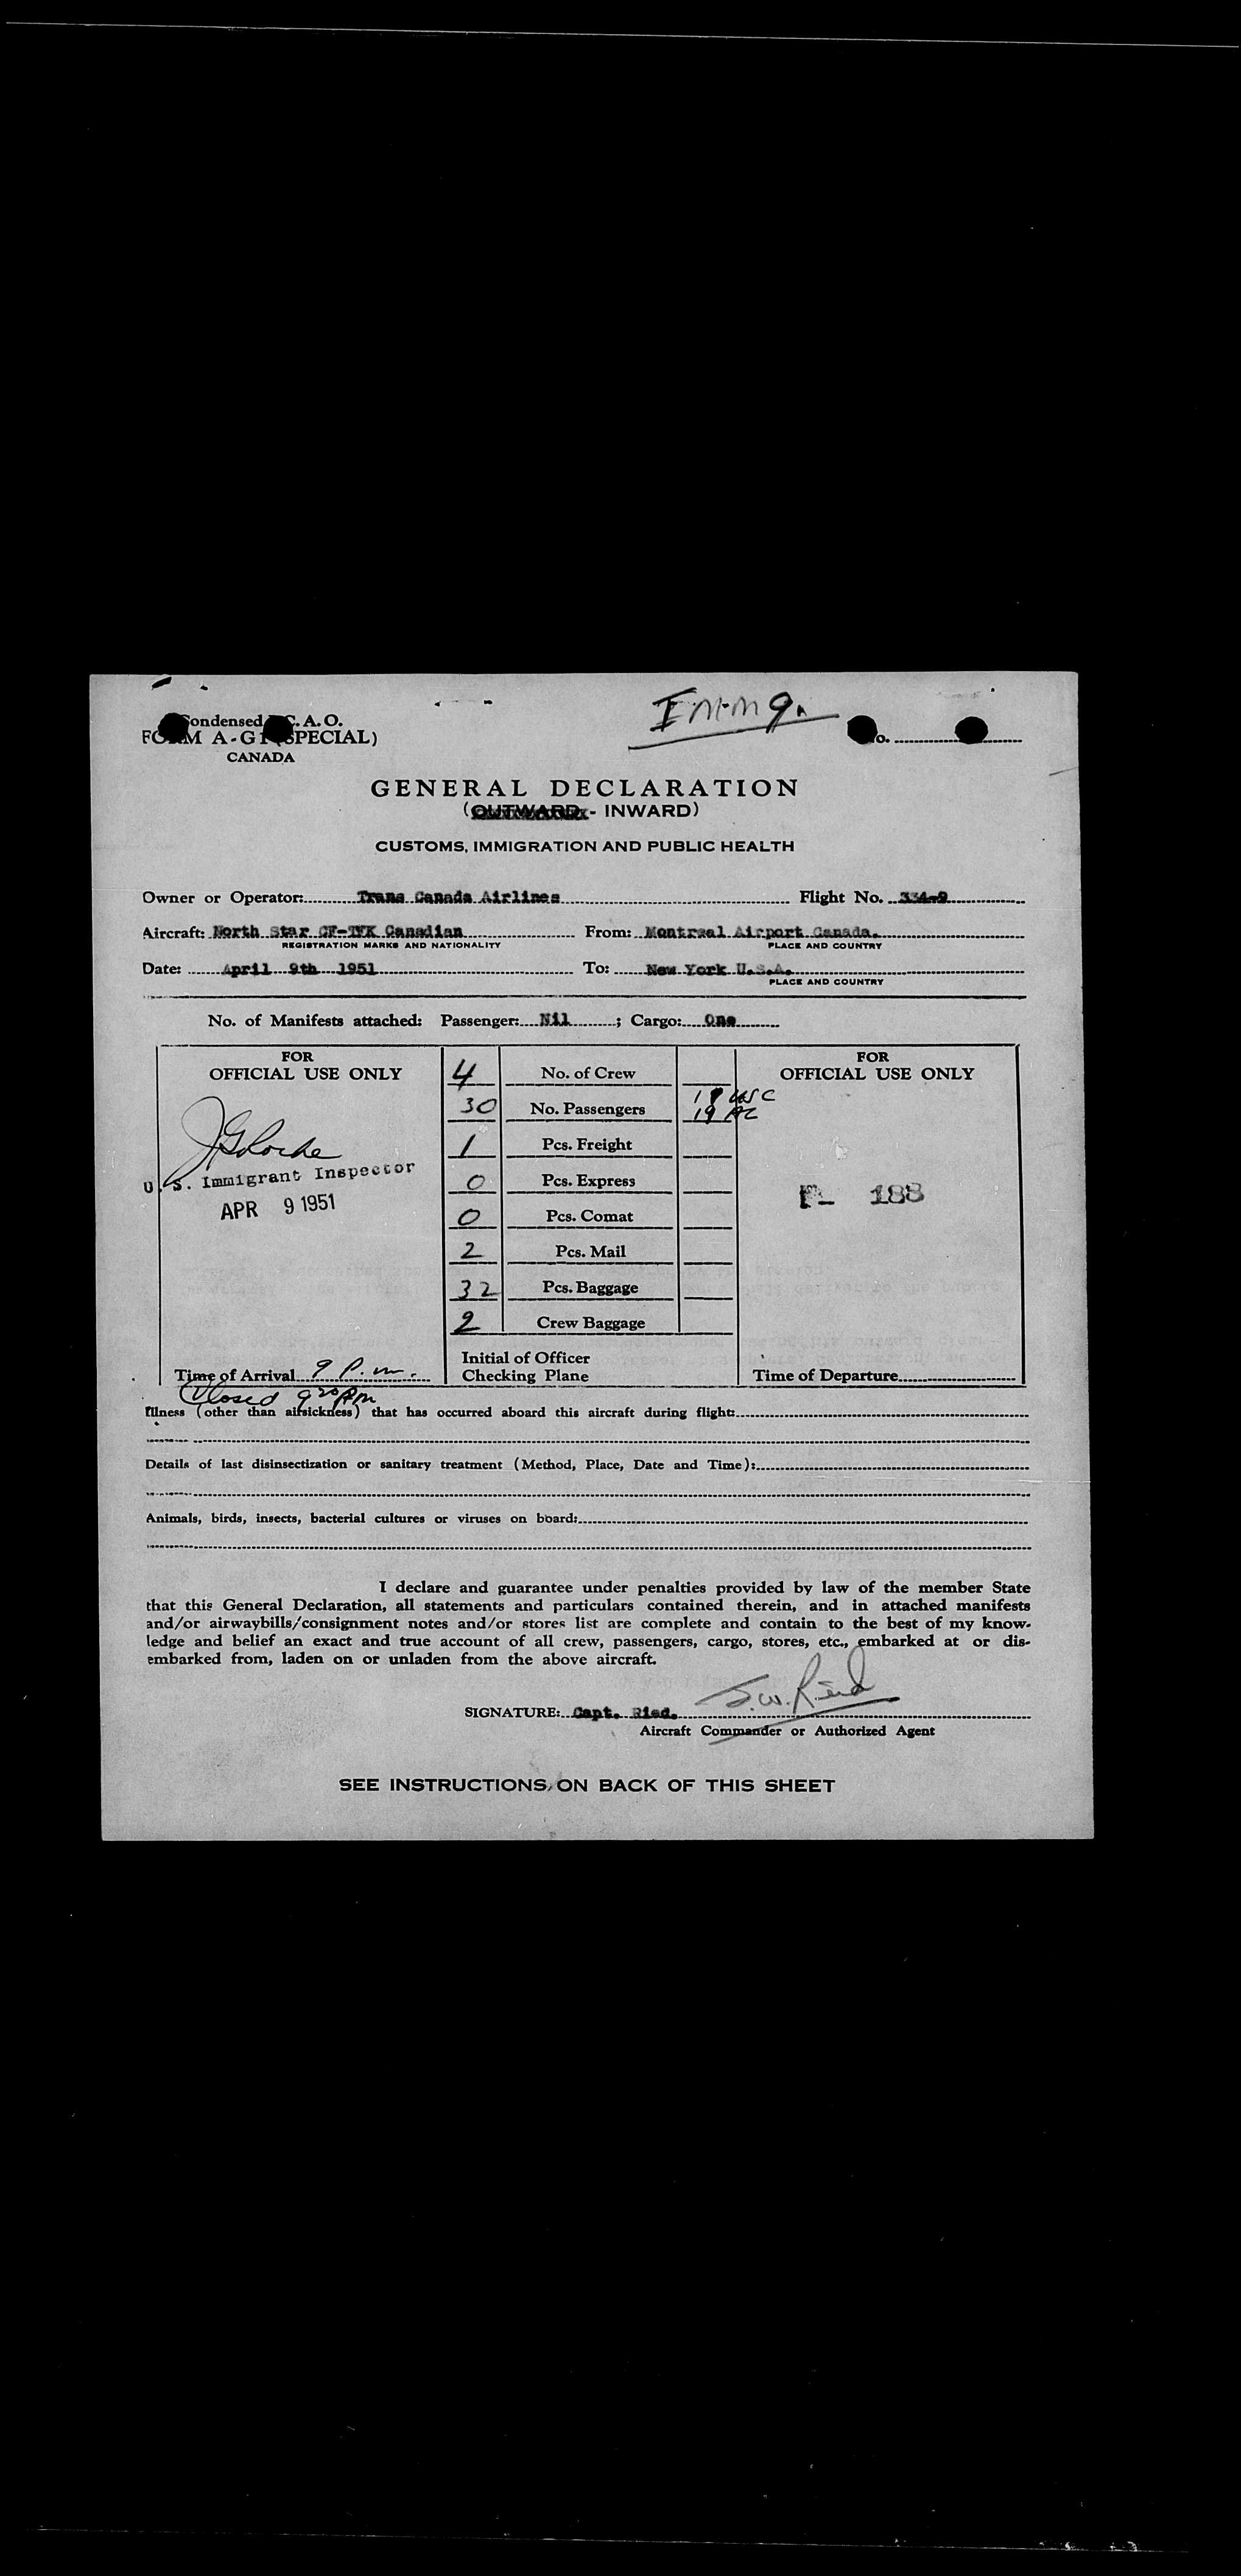 Immg.
Condensed I.C.A.O.
FORM A-G1 (SPECIAL)
CANADA
No.
GENERAL DECLARATION
(OUTWARD - INWARD)
CUSTOMS, IMMIGRATION AND PUBLIC HEALTH
Owner or Operator: Trans Canada Airlines Flight No. 334-9
Aircraft: North Star CF-TFK Canadian From: Montreal Airport Canada.
REGISTRATION MARKS AND NATIONALITY PLACE AND COUNTRY
Date: April 9th 1951 To: New York U.S.A.
PLACE AND COUNTRY
No. of Manifests attached: Passenger: Nil ; Cargo: One
FOR
OFFICIAL USE ONLY
U.S. Immigrant Inspector
APR 9 1951
Time of Arrival 9 P.m.
Closed 9 20 Pm
4 No. of Crew
30 No. Passengers USC
19
1 Pcs. Freight
0 Pcs. Express
0 Pcs. Comat
2 Pcs. Mail
32 Pcs. Baggage
2 Crew Baggage
Initial of Officer
Checking Plane
FOR
OFFICIAL USE ONLY
188
Time of Departure
Illness (other than airsickness) that has occurred aboard this aircraft during flight:
Details of last disinsectization or sanitary treatment (Method, Place, Date and Time):
Animals, birds, insects, bacterial cultures or viruses on board:
I declare and guarantee under penalties provided by law of the member State
that this General Declaration, all statements and particulars contained therein, and in attached manifests
and/or airwaybills/consignment notes and/or stores list are complete and contain to the best of my know-
ledge and belief an exact and true account of all crew, passengers, cargo, stores, etc., embarked at or dis-
embarked from, laden on or unladen from the above aircraft.
SIGNATURE: Capt. Ried. S.W. Ried
Aircraft Commander or Authorized Agent
SEE INSTRUCTIONS ON BACK OF THIS SHEET